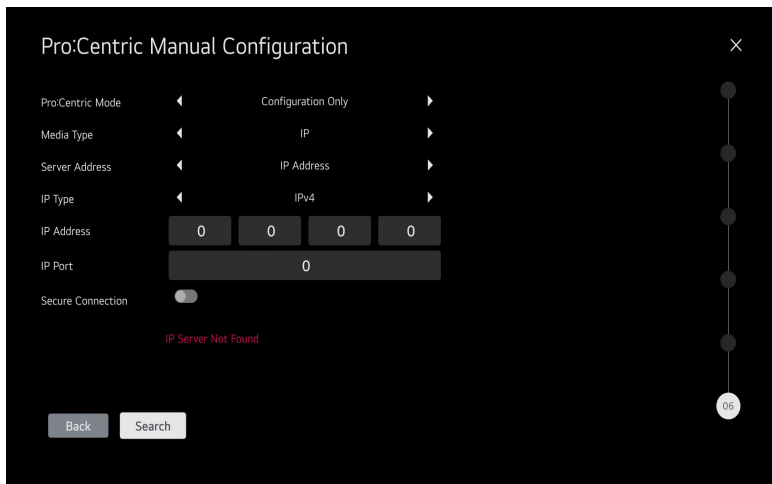 Pro:Centric Manual Configuration
Pro:Centric Mode Configuration Only
Media Type IP
Server Address IP Address
IP Type IPv4
IP Address 0 0 0 0
IP Port 0
Secure Connection
IP Server Not Found
06
Back Search